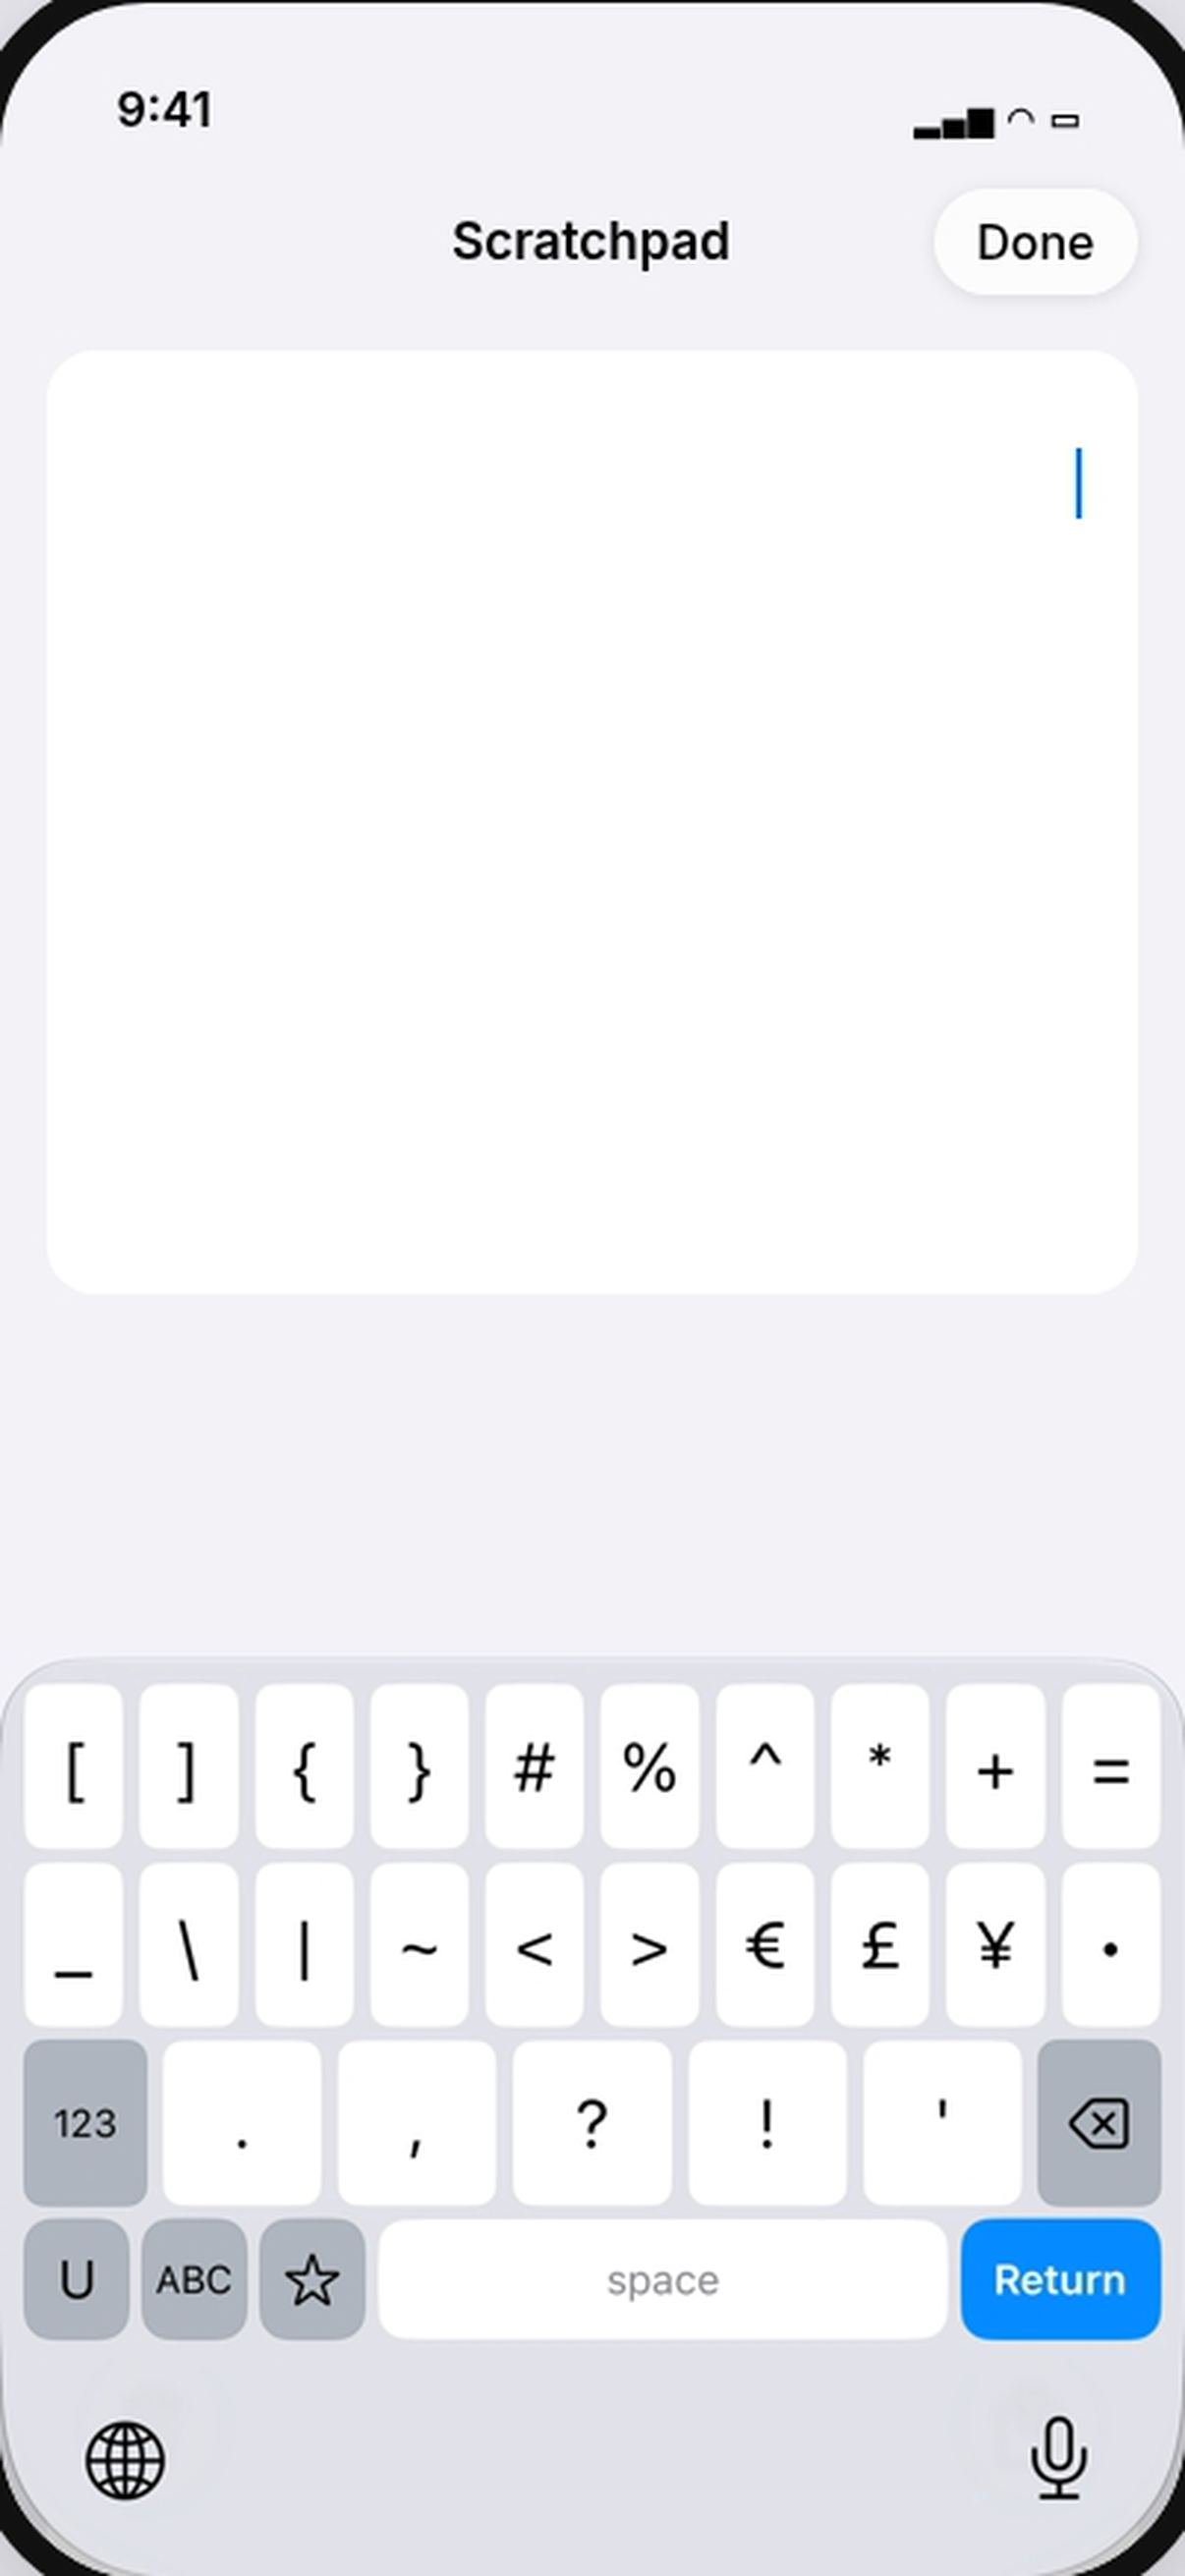 9:41
Scratchpad
Done
[ ] { } # % ^ * + =
_ \ | ~ < > € £ ¥ •
123 . , ? ! '
U ABC ☆ space Return